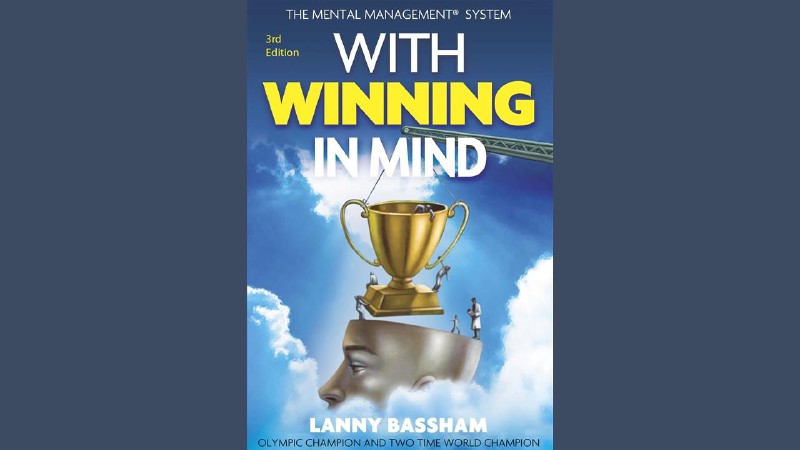 THE MENTAL MANAGEMENT® SYSTEM
3rd
Edition
WITH
WINNING
IN MIND
LANNY BASSHAM
OLYMPIC CHAMPION AND TWO TIME WORLD CHAMPION